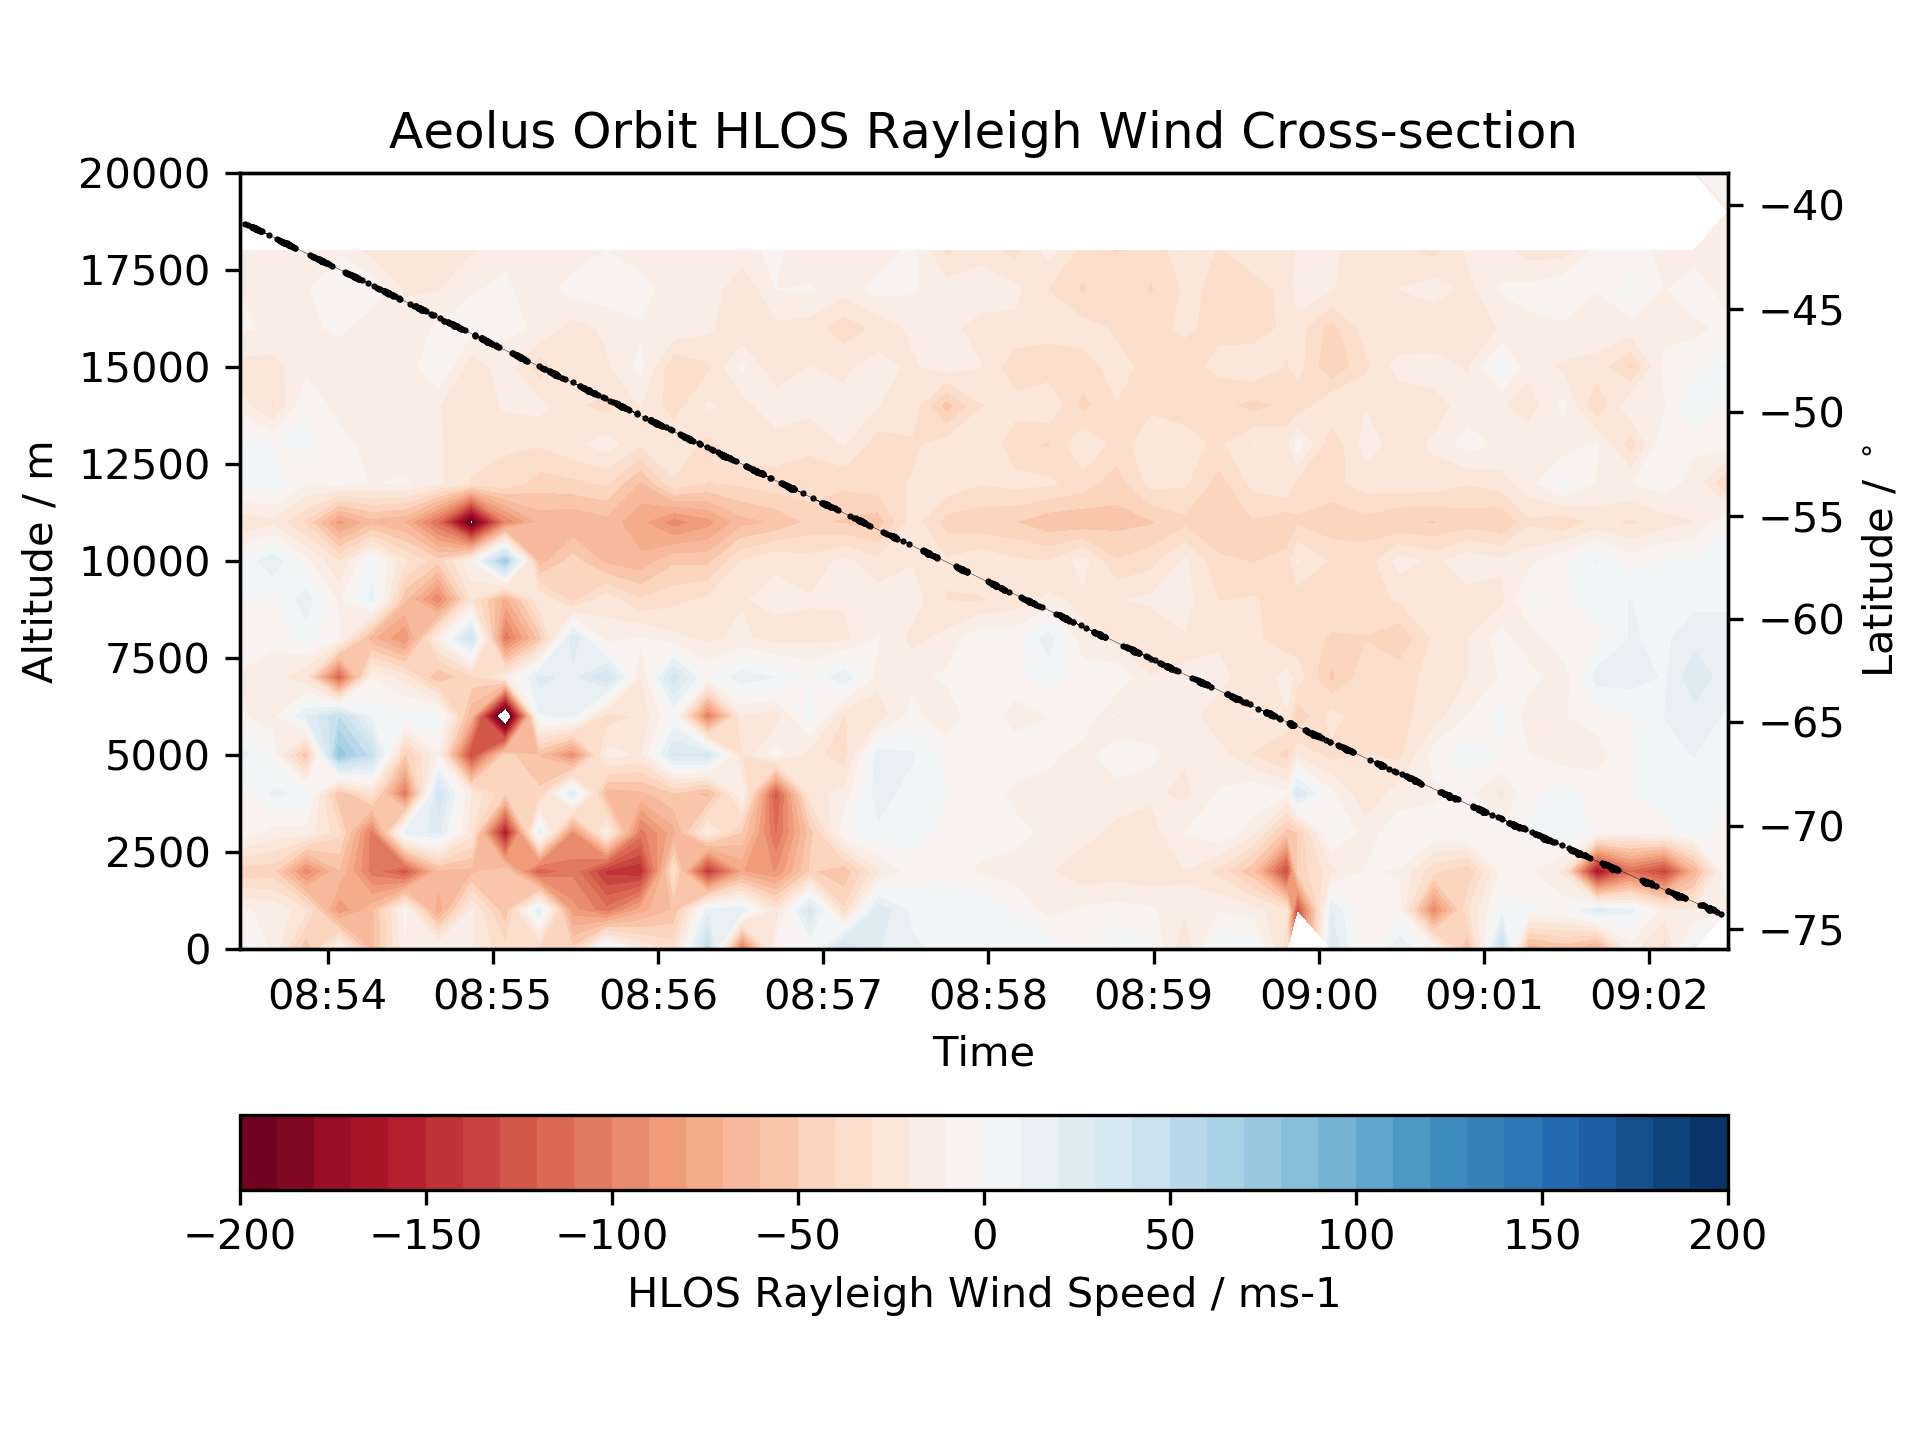 Aeolus Orbit HLOS Rayleigh Wind Cross-section
20000
17500
15000
12500
10000
7500
5000
2500
0
Altitude / m
−40
−45
−50
−55
−60
−65
−70
−75
Latitude / °
08:54 08:55 08:56 08:57 08:58 08:59 09:00 09:01 09:02
Time
−200 −150 −100 −50 0 50 100 150 200
HLOS Rayleigh Wind Speed / ms-1